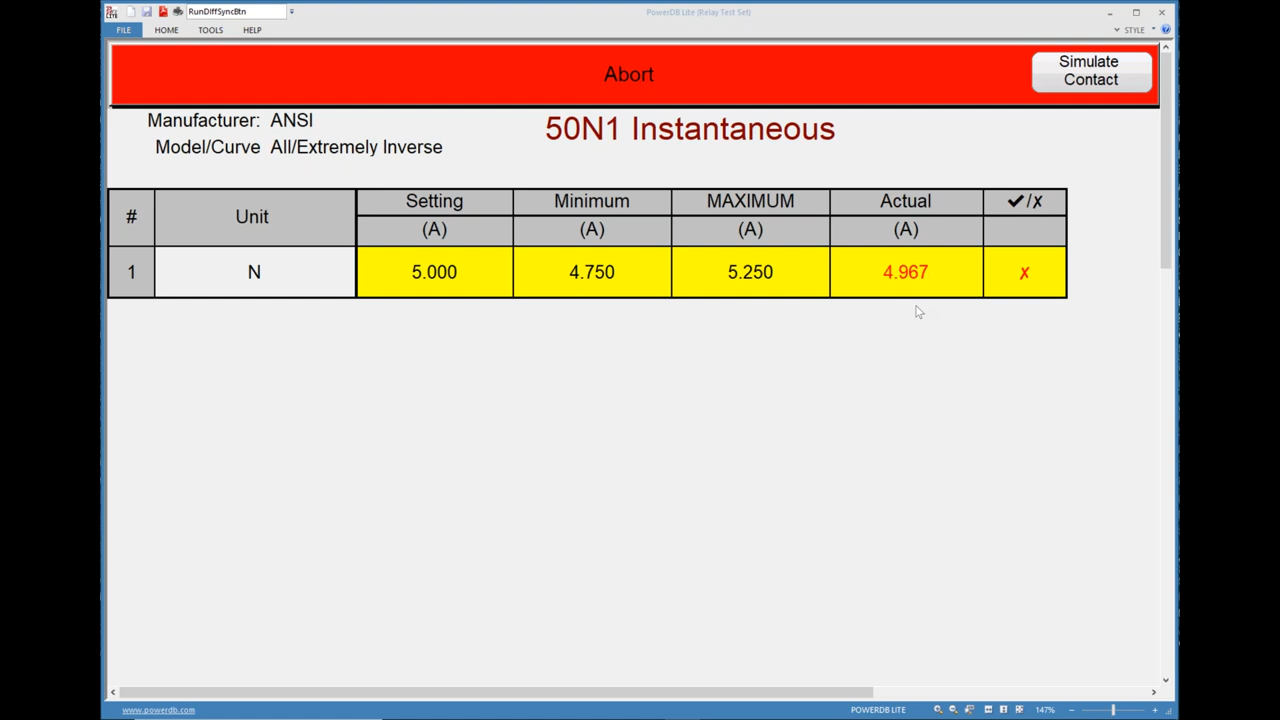 RunDiffSyncBtn
PowerDB Lite (Relay Test Set)
FILE HOME TOOLS HELP STYLE
Abort
Simulate
Contact
Manufacturer: ANSI
Model/Curve All/Extremely Inverse
50N1 Instantaneous
# Unit Setting Minimum MAXIMUM Actual ✔/✗
(A) (A) (A) (A)
1 N 5.000 4.750 5.250 4.967 ✗
www.powerdb.com POWERDB LITE 147%